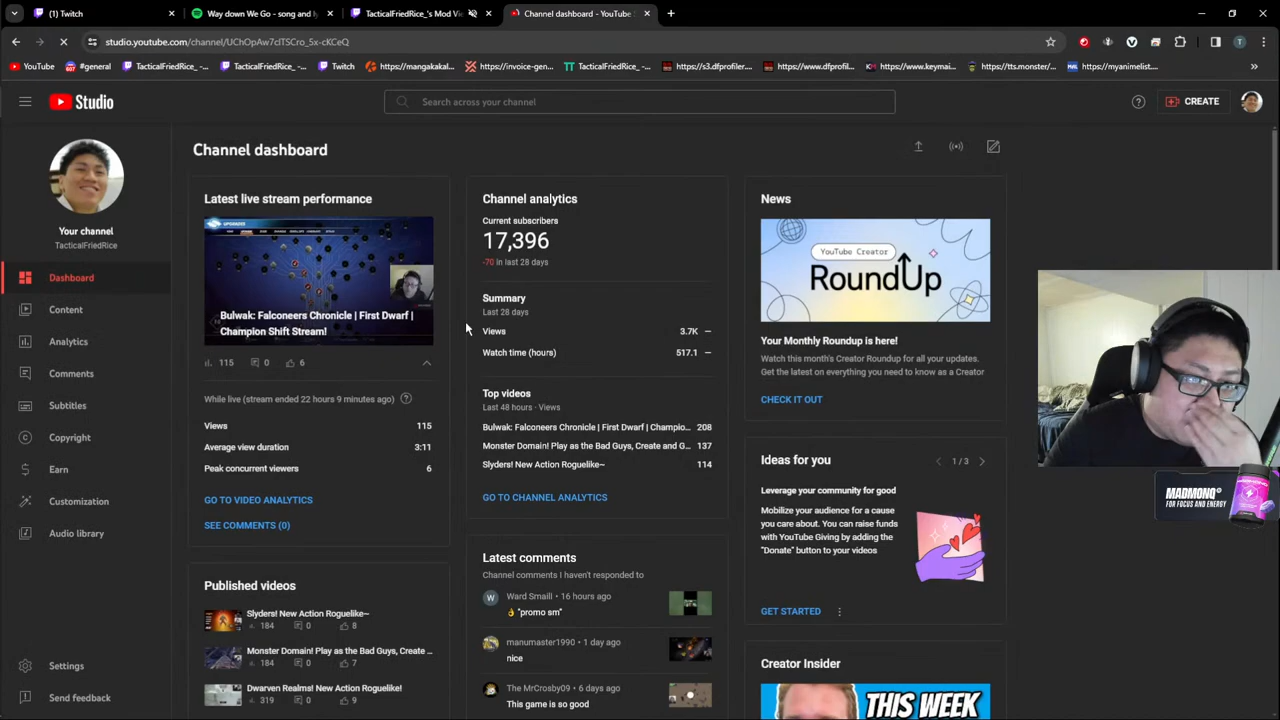 (1) Twitch
Way down We Go - song and l
TacticalFriedRice_'s Mod Vi
Channel dashboard - YouTube
studio.youtube.com/channel/UChOpAw7clTSCro_5x-cKCeQ
YouTube
#general
TacticalFriedRice_ -...
TacticalFriedRice_ -...
Twitch
https://mangakakal...
https://invoice-gen...
TacticalFriedRice_ -...
https://s3.dfprofiler...
https://www.dfprofil...
https://www.keymai...
https://tts.monster/
https://myanimelist...
Studio
Search across your channel
CREATE
Your channel
TacticalFriedRice
Dashboard
Content
Analytics
Comments
Subtitles
Copyright
Earn
Customization
Audio library
Settings
Send feedback
Channel dashboard
Latest live stream performance
UPGRADES
Bulwak: Falconeers Chronicle | First Dwarf |
Champion Shift Stream!
115 0 6
While live (stream ended 22 hours 9 minutes ago)
Views 115
Average view duration 3:11
Peak concurrent viewers 6
GO TO VIDEO ANALYTICS
SEE COMMENTS (0)
Published videos
Slyders! New Action Roguelike~
184 0 8
Monster Domain! Play as the Bad Guys, Create ...
184 0 7
Dwarven Realms! New Action Roguelike!
319 0 9
Channel analytics
Current subscribers
17,396
-70 in last 28 days
Summary
Last 28 days
Views 3.7K —
Watch time (hours) 517.1 —
Top videos
Last 48 hours · Views
Bulwak: Falconeers Chronicle | First Dwarf | Champio... 208
Monster Domain! Play as the Bad Guys, Create and G... 137
Slyders! New Action Roguelike~ 114
GO TO CHANNEL ANALYTICS
Latest comments
Channel comments I haven't responded to
W
Ward Smaill • 16 hours ago
👌 "promo sm"
manumaster1990 • 1 day ago
nice
The MrCrosby09 • 6 days ago
This game is so good
News
YouTube Creator
RoundUp
Your Monthly Roundup is here!
Watch this month's Creator Roundup for all your updates.
Get the latest on everything you need to know as a Creator
CHECK IT OUT
Ideas for you
1 / 3
Leverage your community for good
Mobilize your audience for a cause
you care about. You can raise funds
with YouTube Giving by adding the
"Donate" button to your videos
GET STARTED
Creator Insider
THIS WEEK
MADMONQ
FOR FOCUS AND ENERGY